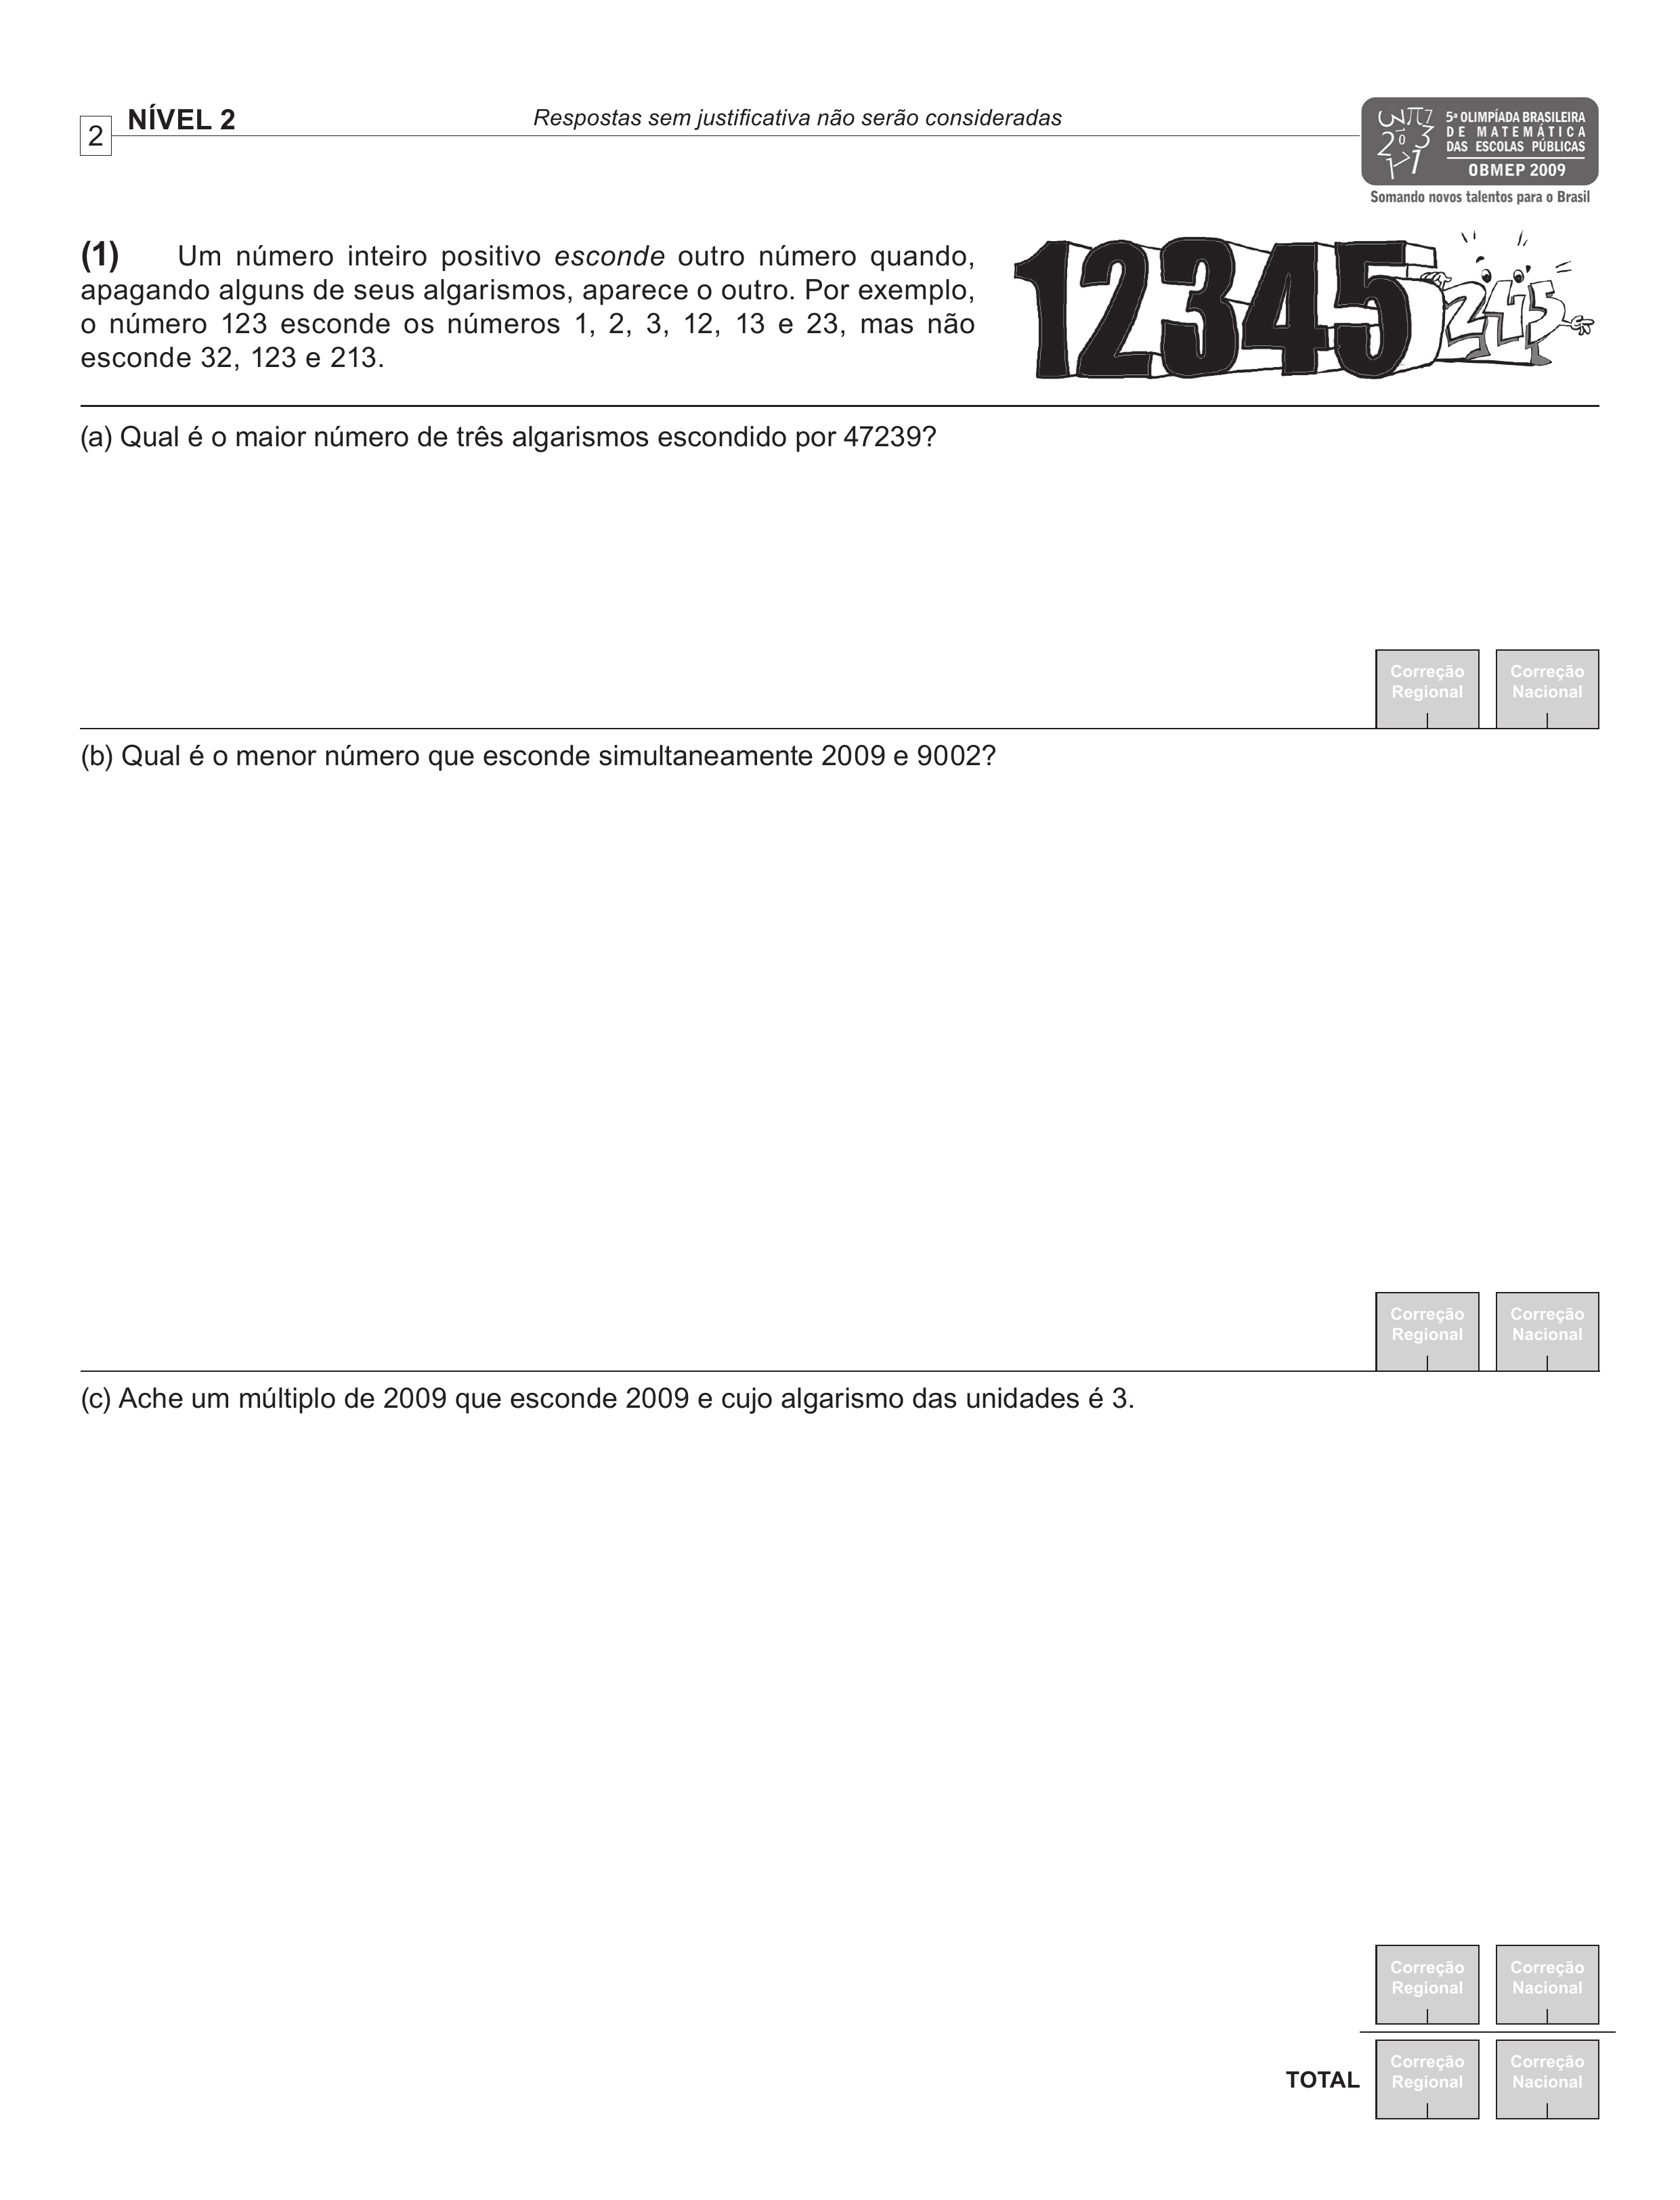 2
NÍVEL 2
Respostas sem justificativa não serão consideradas
5ª OLIMPÍADA BRASILEIRA
DE MATEMÁTICA
DAS ESCOLAS PÚBLICAS
OBMEP 2009
Somando novos talentos para o Brasil
(1) Um número inteiro positivo esconde outro número quando,
apagando alguns de seus algarismos, aparece o outro. Por exemplo,
o número 123 esconde os números 1, 2, 3, 12, 13 e 23, mas não
esconde 32, 123 e 213.
12345 245
(a) Qual é o maior número de três algarismos escondido por 47239?
Correção
Regional
Correção
Nacional
(b) Qual é o menor número que esconde simultaneamente 2009 e 9002?
Correção
Regional
Correção
Nacional
(c) Ache um múltiplo de 2009 que esconde 2009 e cujo algarismo das unidades é 3.
Correção
Regional
Correção
Nacional
TOTAL
Correção
Regional
Correção
Nacional